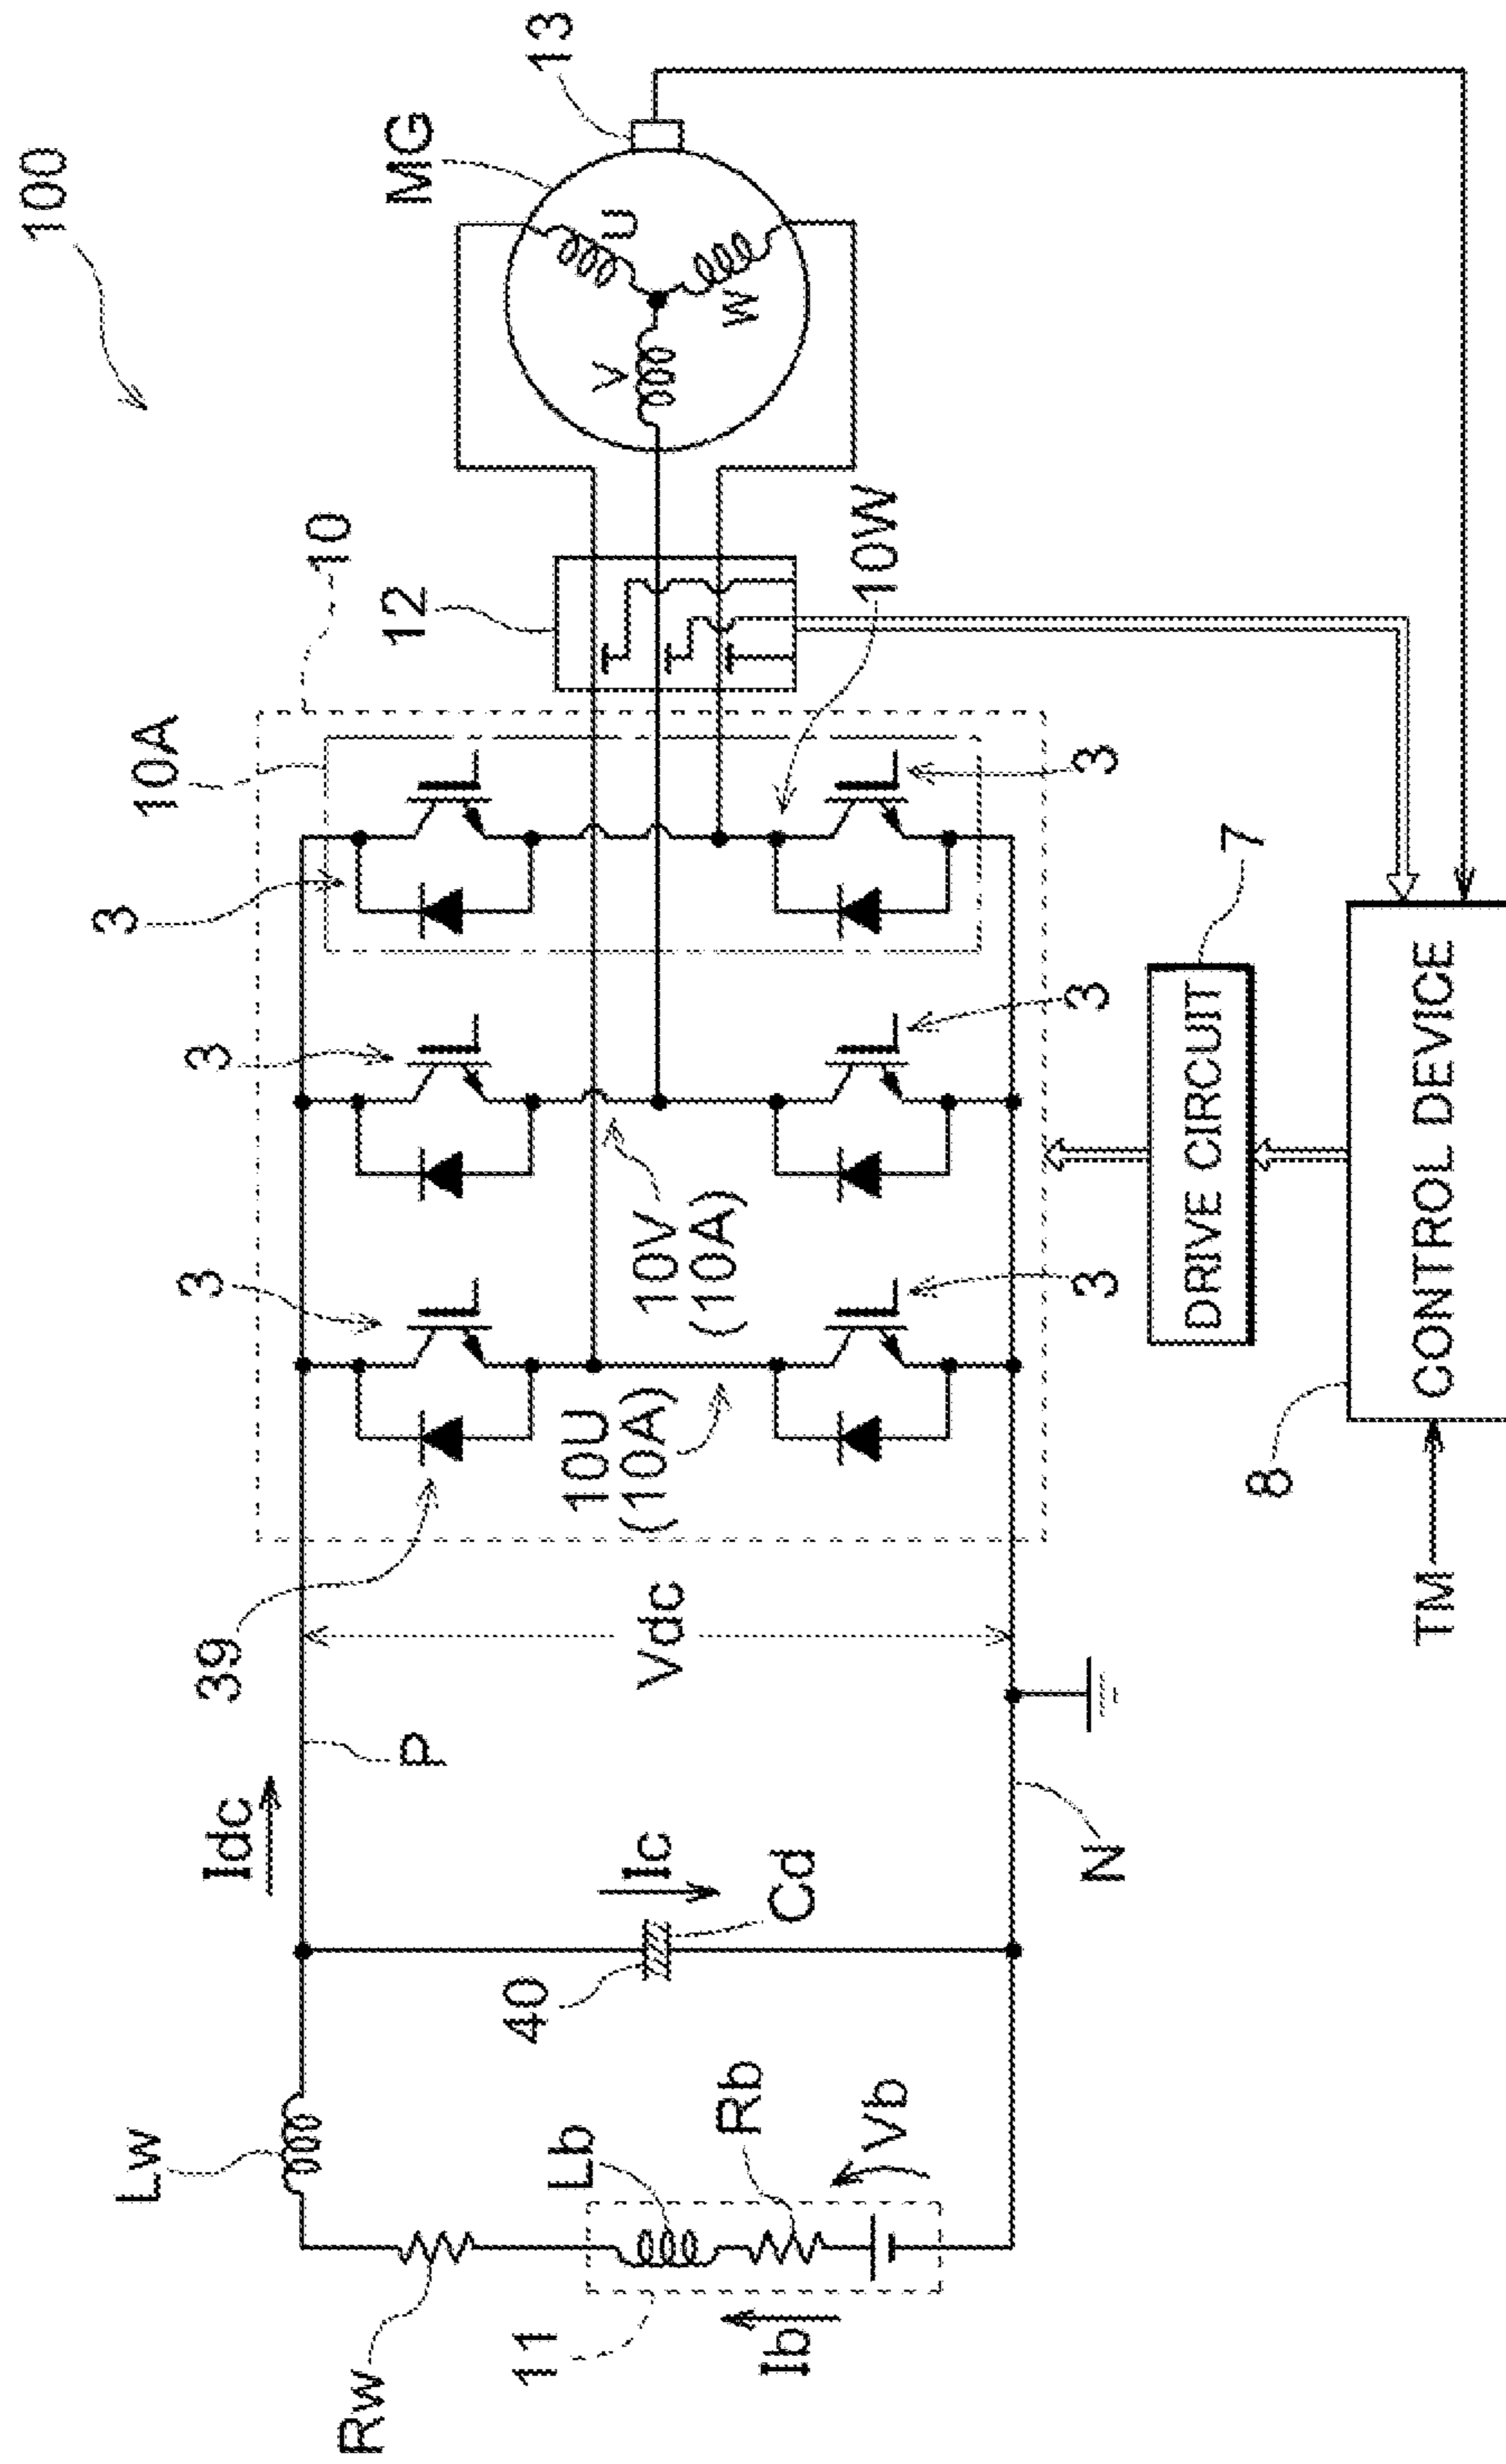 100
Lw
Rw
Idc
P
39
3
3
3
10A
10
12
MG
13
U
V
W
11
Lb
Rb
Vb
Ib
40
Ic
Cd
Vdc
10U
(10A)
10V
(10A)
10W
3
3
3
N
7
DRIVE CIRCUIT
8
CONTROL DEVICE
TM